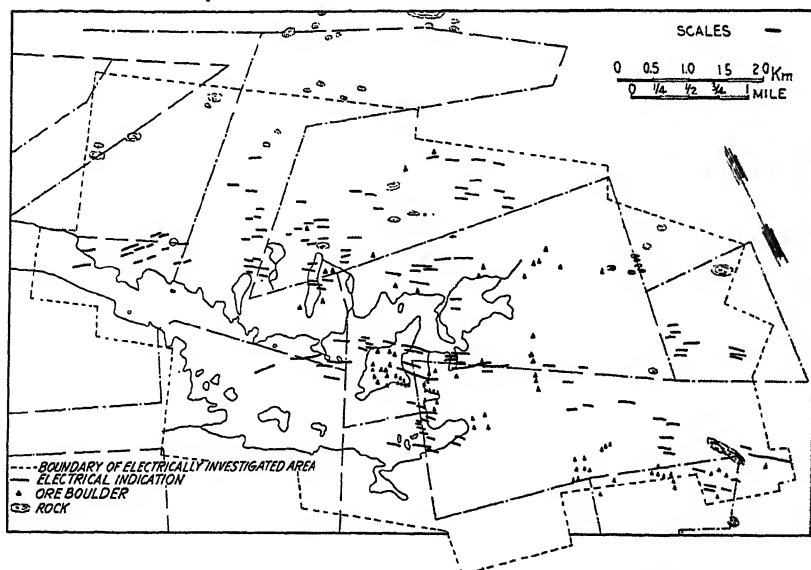 SCALES
0 0.5 1.0 1.5 2.0 Km
0 1/4 1/2 3/4 1 MILE
BOUNDARY OF ELECTRICALLY INVESTIGATED AREA
ELECTRICAL INDICATION
ORE BOULDER
ROCK